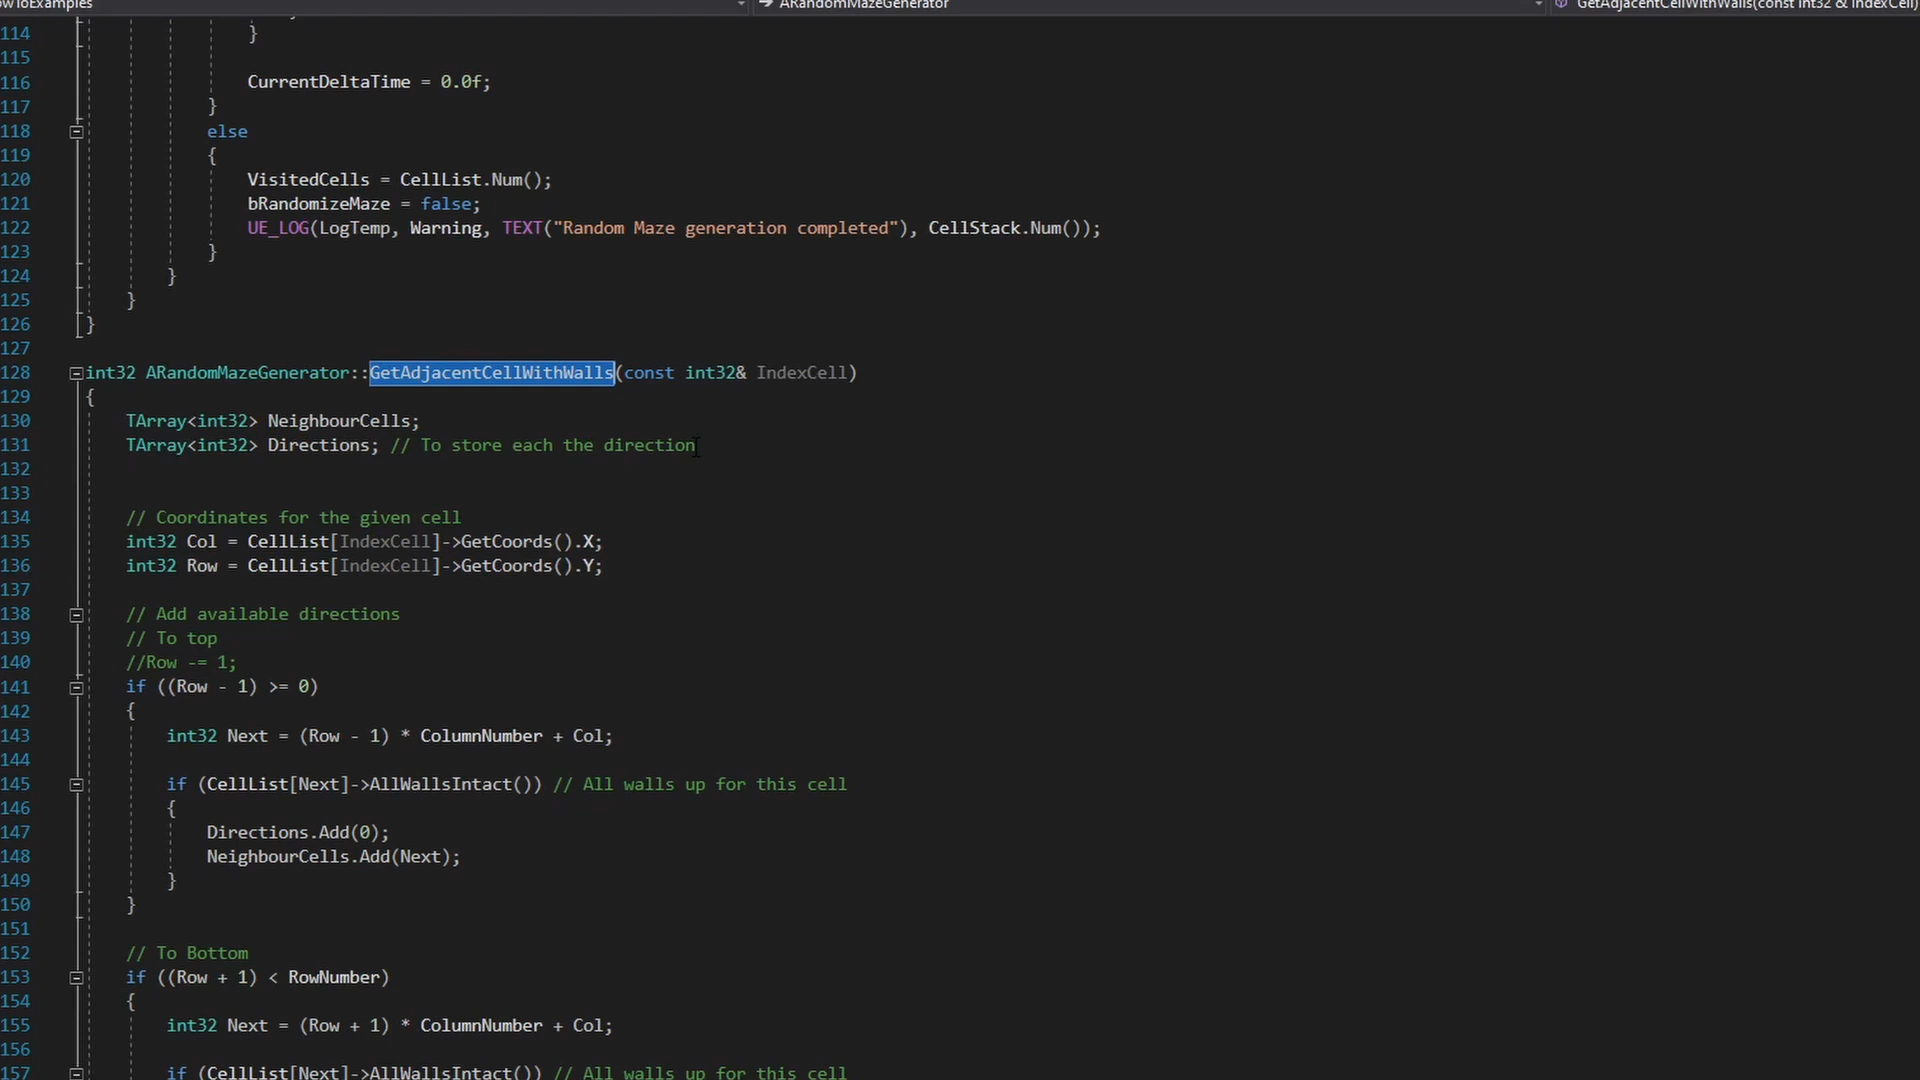 owToExamples ARandomMazeGenerator GetAdjacentCellWithWalls(const int32 & IndexCell)
114 }
115
116 CurrentDeltaTime = 0.0f;
117 }
118 else
119 {
120 VisitedCells = CellList.Num();
121 bRandomizeMaze = false;
122 UE_LOG(LogTemp, Warning, TEXT("Random Maze generation completed"), CellStack.Num());
123 }
124 }
125 }
126 }
127
128 int32 ARandomMazeGenerator::GetAdjacentCellWithWalls(const int32& IndexCell)
129 {
130 TArray<int32> NeighbourCells;
131 TArray<int32> Directions; // To store each the direction
132
133
134 // Coordinates for the given cell
135 int32 Col = CellList[IndexCell]->GetCoords().X;
136 int32 Row = CellList[IndexCell]->GetCoords().Y;
137
138 // Add available directions
139 // To top
140 //Row -= 1;
141 if ((Row - 1) >= 0)
142 {
143 int32 Next = (Row - 1) * ColumnNumber + Col;
144
145 if (CellList[Next]->AllWallsIntact()) // All walls up for this cell
146 {
147 Directions.Add(0);
148 NeighbourCells.Add(Next);
149 }
150 }
151
152 // To Bottom
153 if ((Row + 1) < RowNumber)
154 {
155 int32 Next = (Row + 1) * ColumnNumber + Col;
156
157 if (CellList[Next]->AllWallsIntact()) // All walls up for this cell